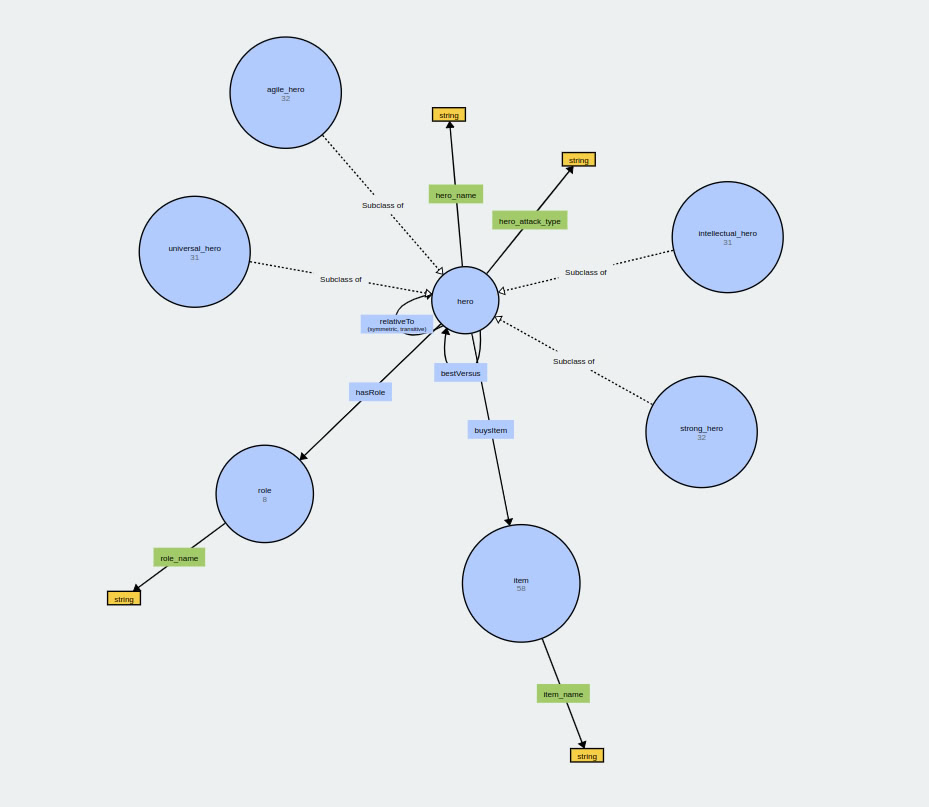 aglie_hero
32
string
string
hero_name
Subclass of
hero_attack_type
intellectual_hero
31
universal_hero
31
Subclass of
Subclass of
hero
relativeTo
(symmetric, transitive)
Subclass of
bestVersus
hasRole
strong_hero
32
buysItem
role
8
role_name
item
58
string
item_name
string